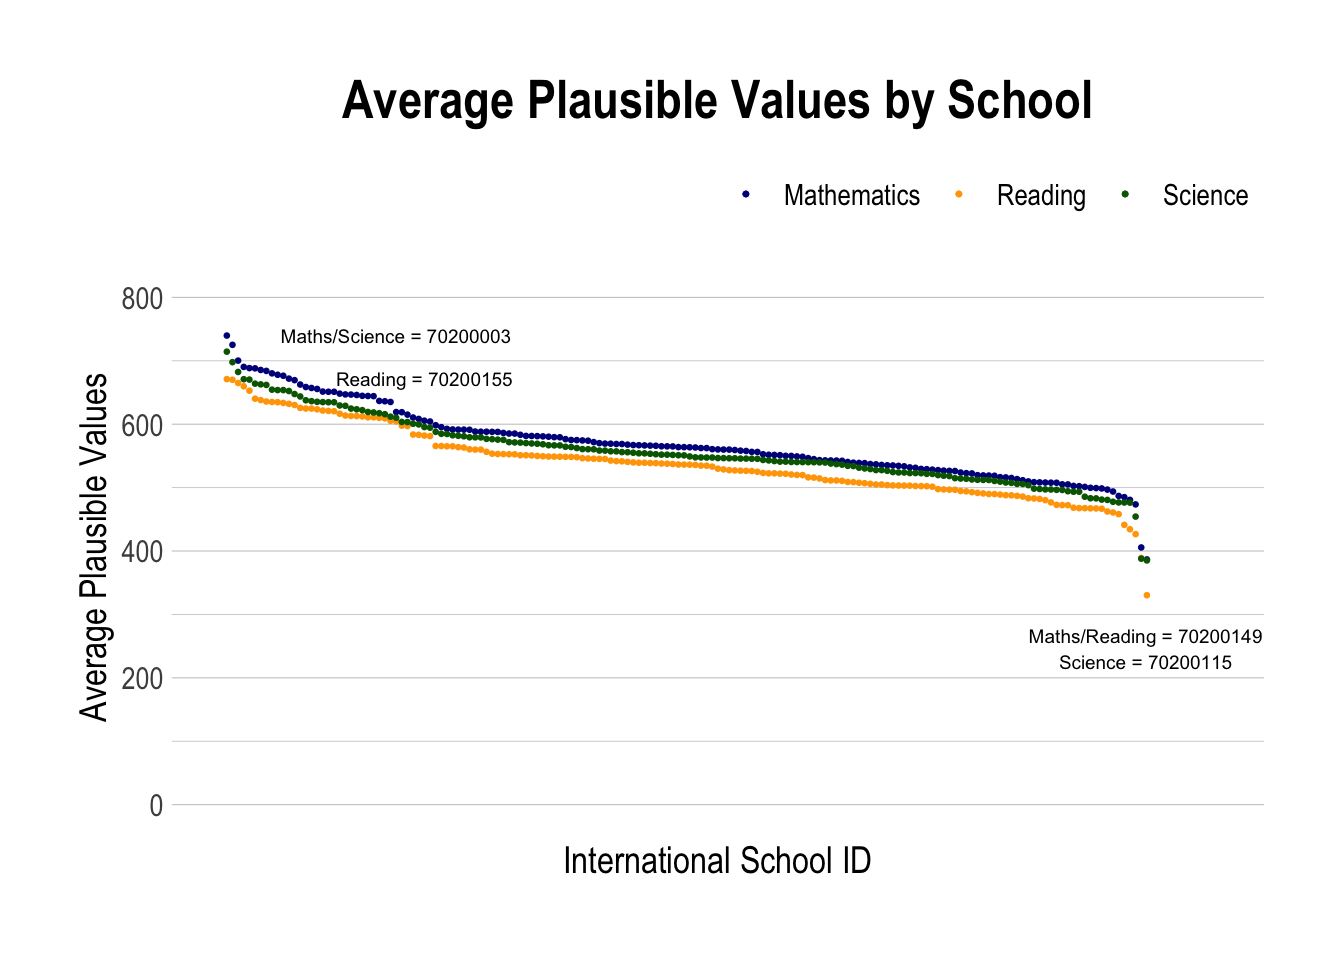 Average Plausible Values by School
Mathematics Reading Science
Average Plausible Values
800
600
400
200
0
Maths/Science = 70200003
Reading = 70200155
Maths/Reading = 70200149
Science = 70200115
International School ID